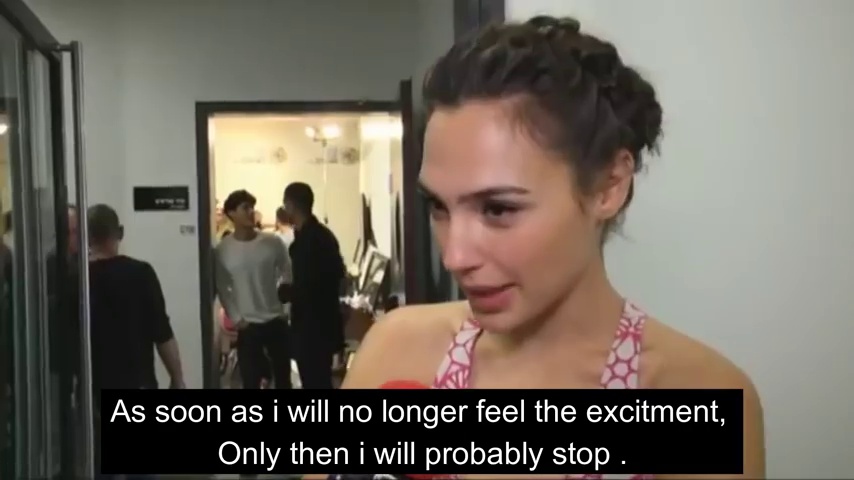 As soon as i will no longer feel the excitment,
Only then i will probably stop .